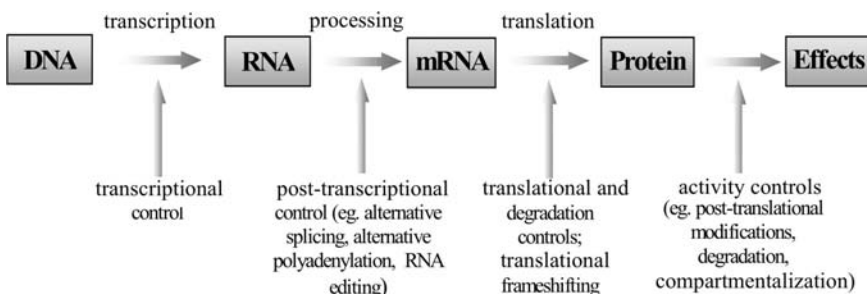 transcription
processing
translation
DNA
RNA
mRNA
Protein
Effects
transcriptional
control
post-transcriptional
control (eg. alternative
splicing, alternative
polyadenylation, RNA
editing)
translational and
degradation
controls;
translational
frameshifting
activity controls
(eg. post-translational
modifications,
degradation,
compartmentalization)